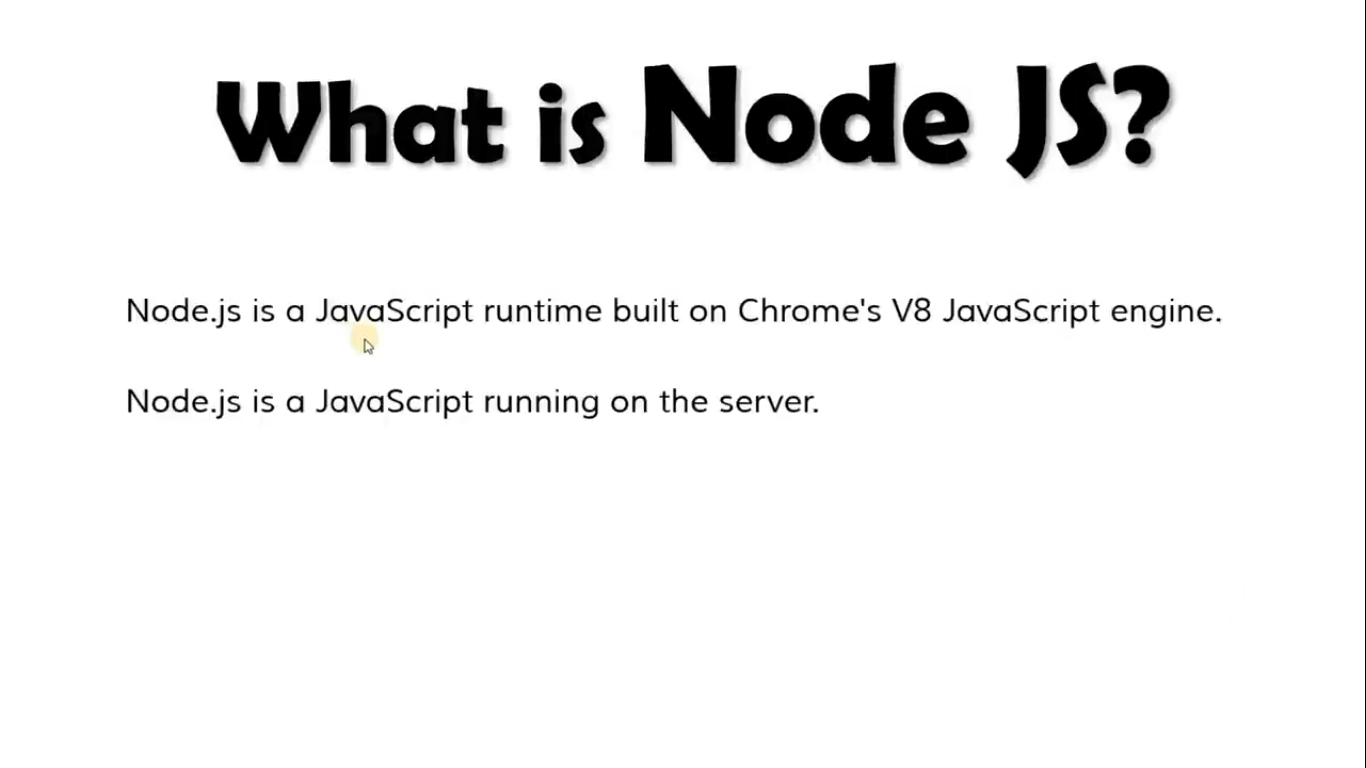 What is Node JS?
Node.js is a JavaScript runtime built on Chrome's V8 JavaScript engine.
Node.js is a JavaScript running on the server.